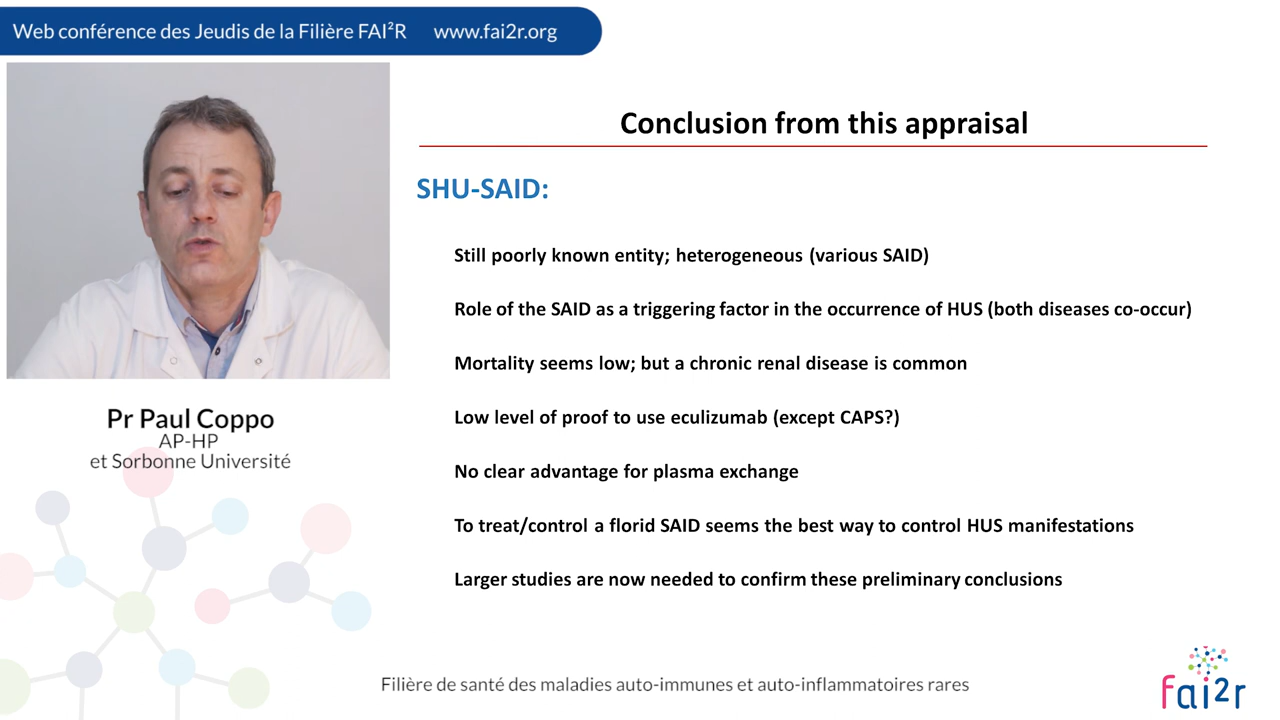 Web conférence des Jeudis de la Filière FAI²R www.fai2r.org
Conclusion from this appraisal
SHU-SAID:
Still poorly known entity; heterogeneous (various SAID)
Role of the SAID as a triggering factor in the occurrence of HUS (both diseases co-occur)
Mortality seems low; but a chronic renal disease is common
Low level of proof to use eculizumab (except CAPS?)
No clear advantage for plasma exchange
To treat/control a florid SAID seems the best way to control HUS manifestations
Larger studies are now needed to confirm these preliminary conclusions
Pr Paul Coppo
AP-HP
et Sorbonne Université
Filière de santé des maladies auto-immunes et auto-inflammatoires rares
fai2r